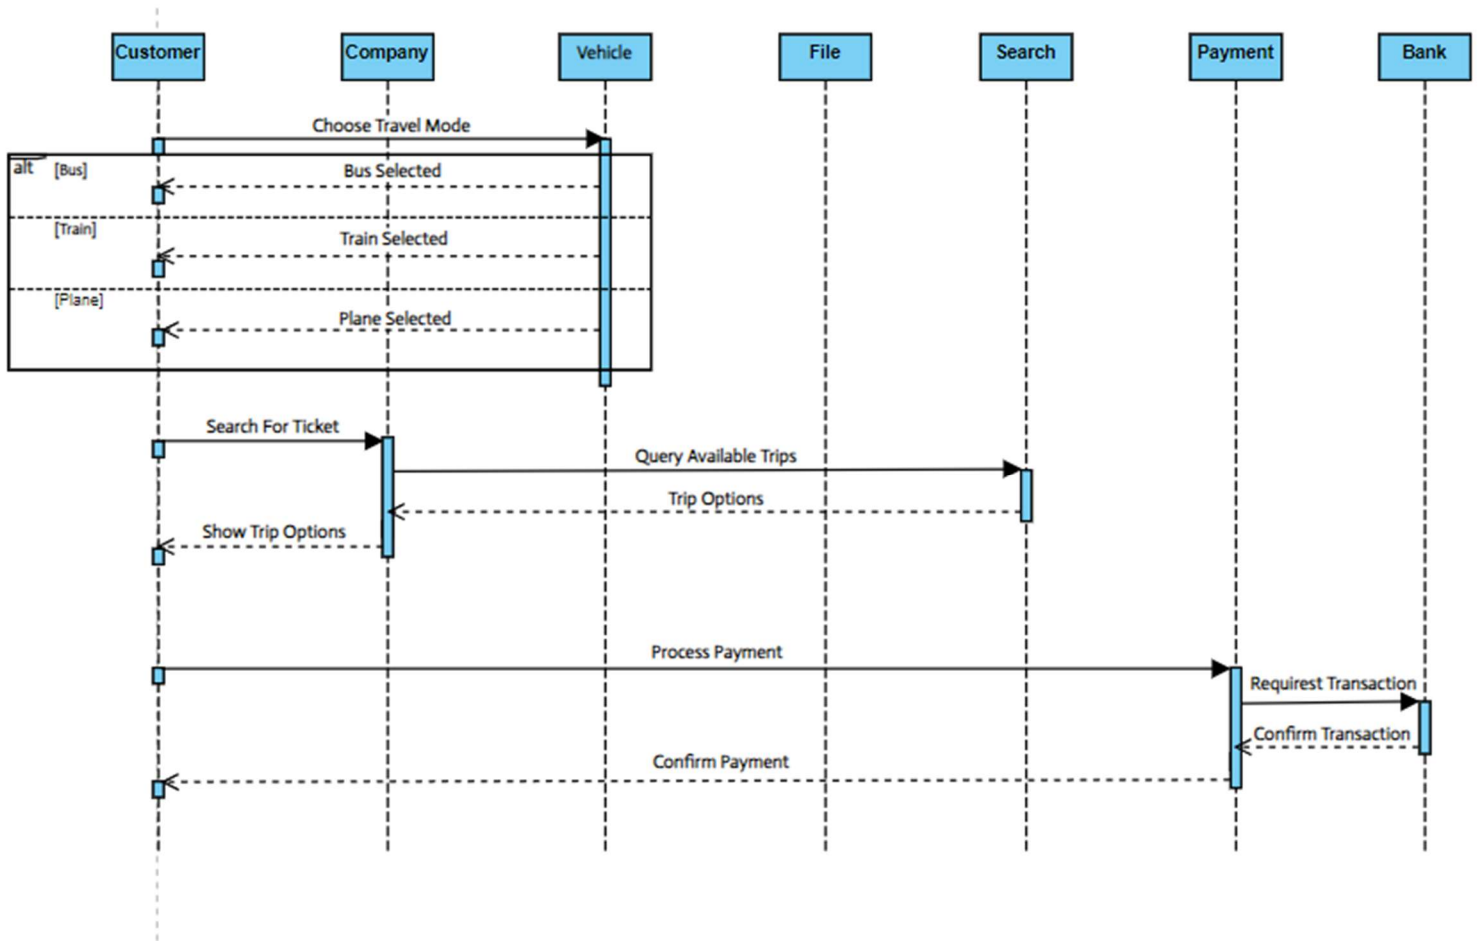 Customer
Company
Vehicle
File
Search
Payment
Bank
Choose Travel Mode
alt
[Bus]
Bus Selected
[Train]
Train Selected
[Plane]
Plane Selected
Search For Ticket
Query Available Trips
Trip Options
Show Trip Options
Process Payment
Requirest Transaction
Confirm Transaction
Confirm Payment